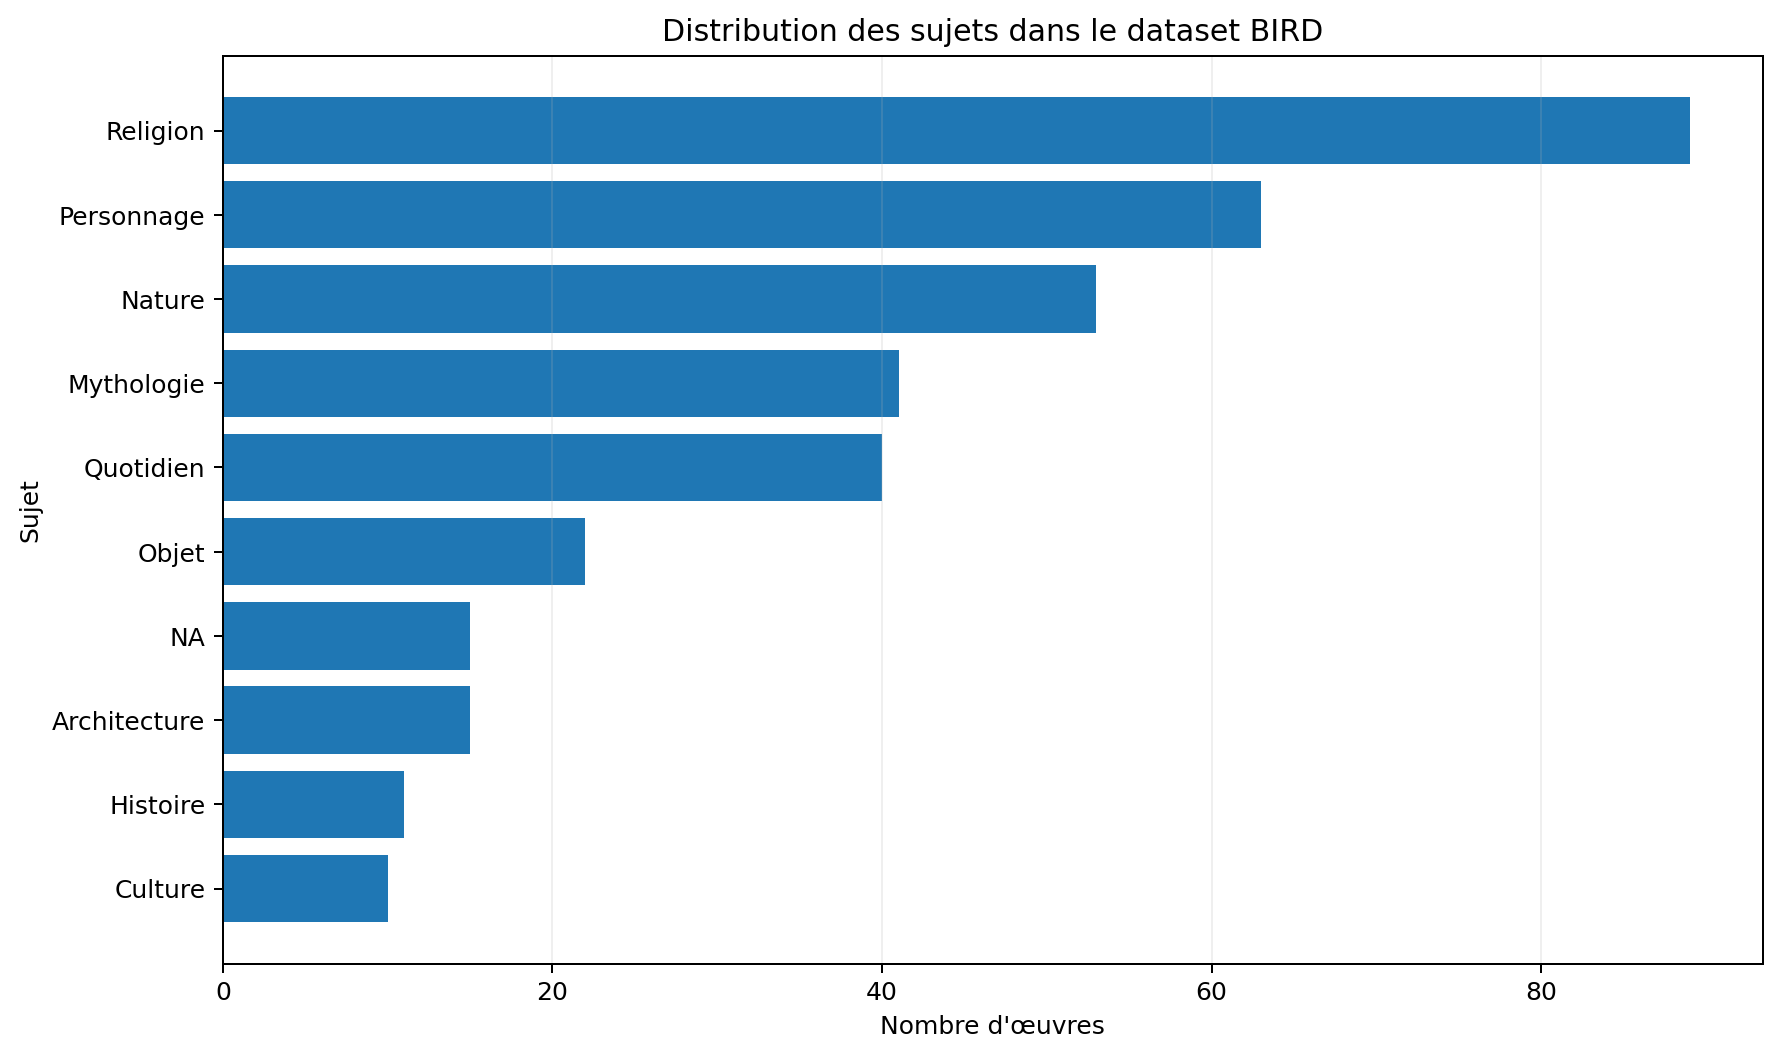 Distribution des sujets dans le dataset BIRD
Religion
Personnage
Nature
Mythologie
Quotidien
Objet
NA
Architecture
Histoire
Culture
Sujet
0 20 40 60 80
Nombre d'œuvres